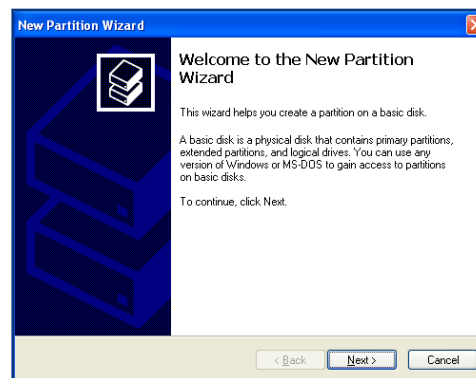 New Partition Wizard
Welcome to the New Partition
Wizard
This wizard helps you create a partition on a basic disk.
A basic disk is a physical disk that contains primary partitions,
extended partitions, and logical drives. You can use any
version of Windows or MS-DOS to gain access to partitions
on basic disks.
To continue, click Next.
< Back Next > Cancel